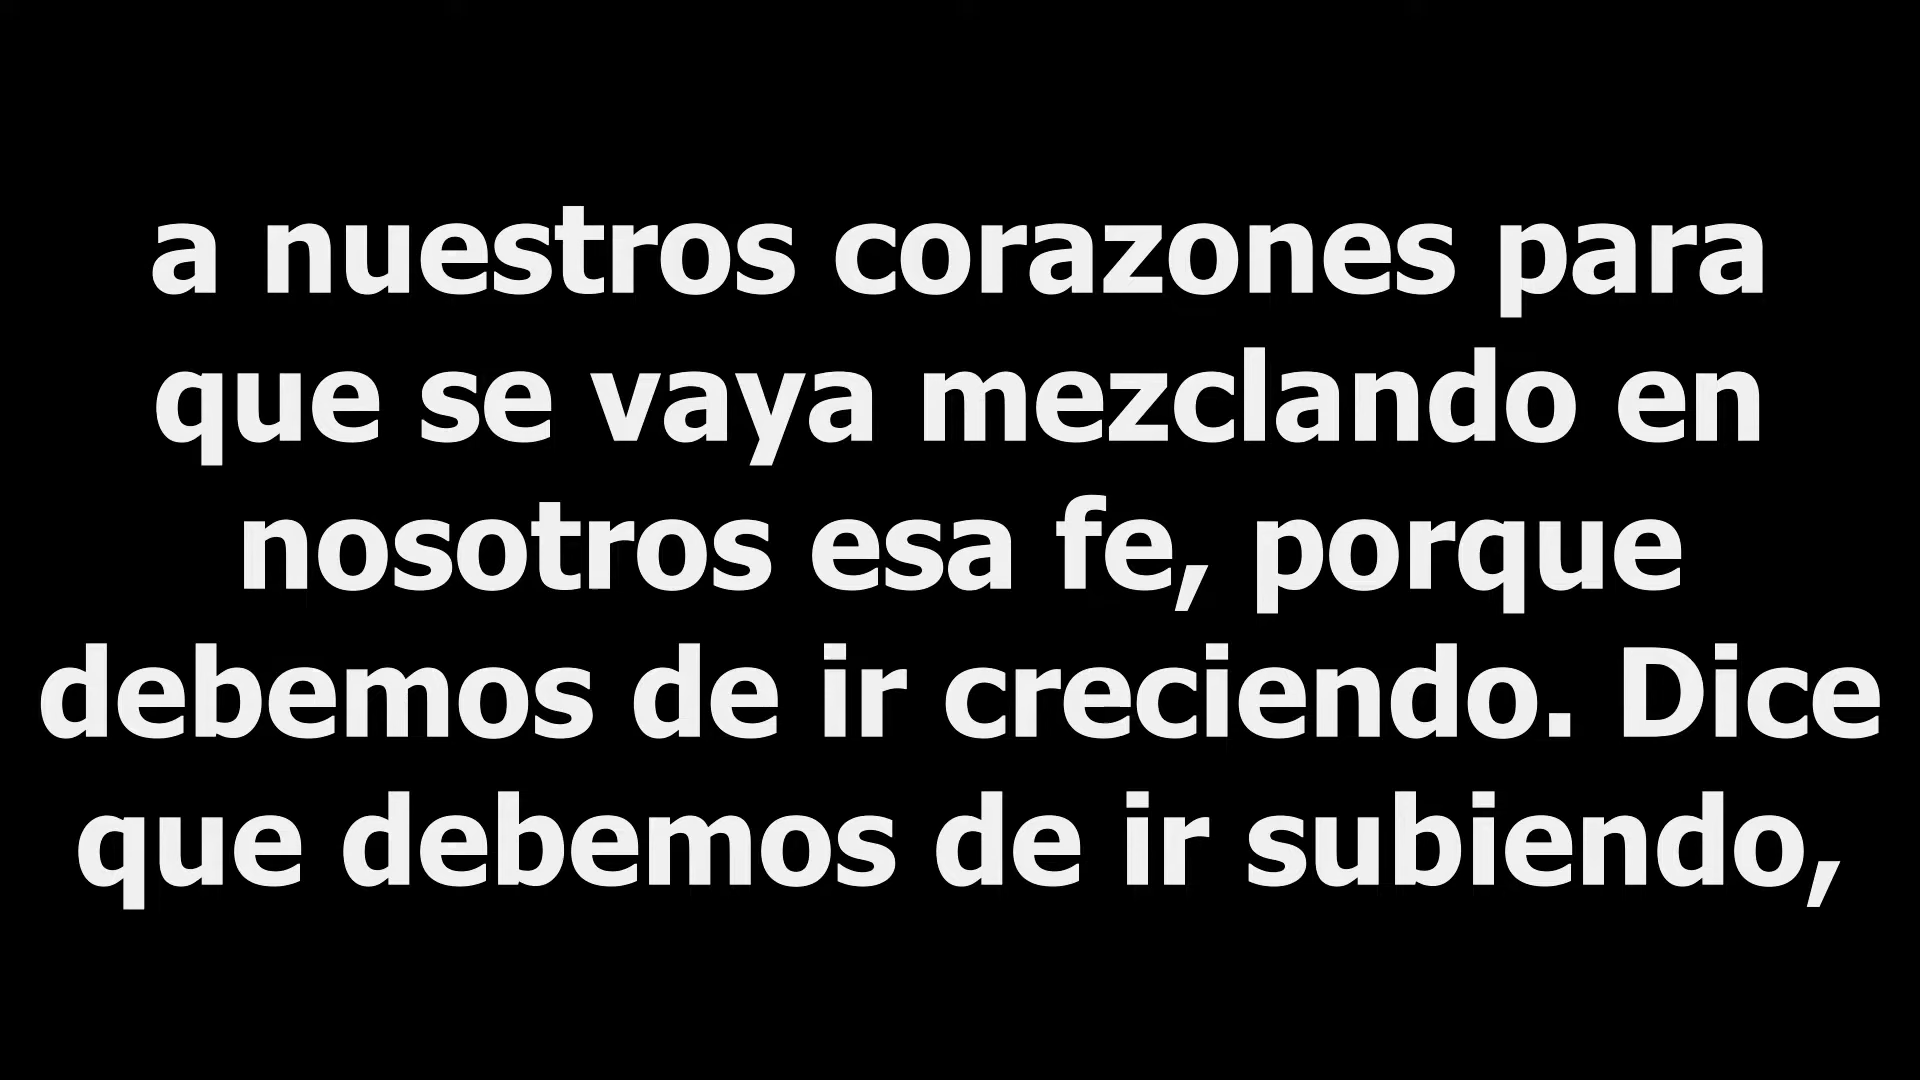 a nuestros corazones para
que se vaya mezclando en
nosotros esa fe, porque
debemos de ir creciendo. Dice
que debemos de ir subiendo,